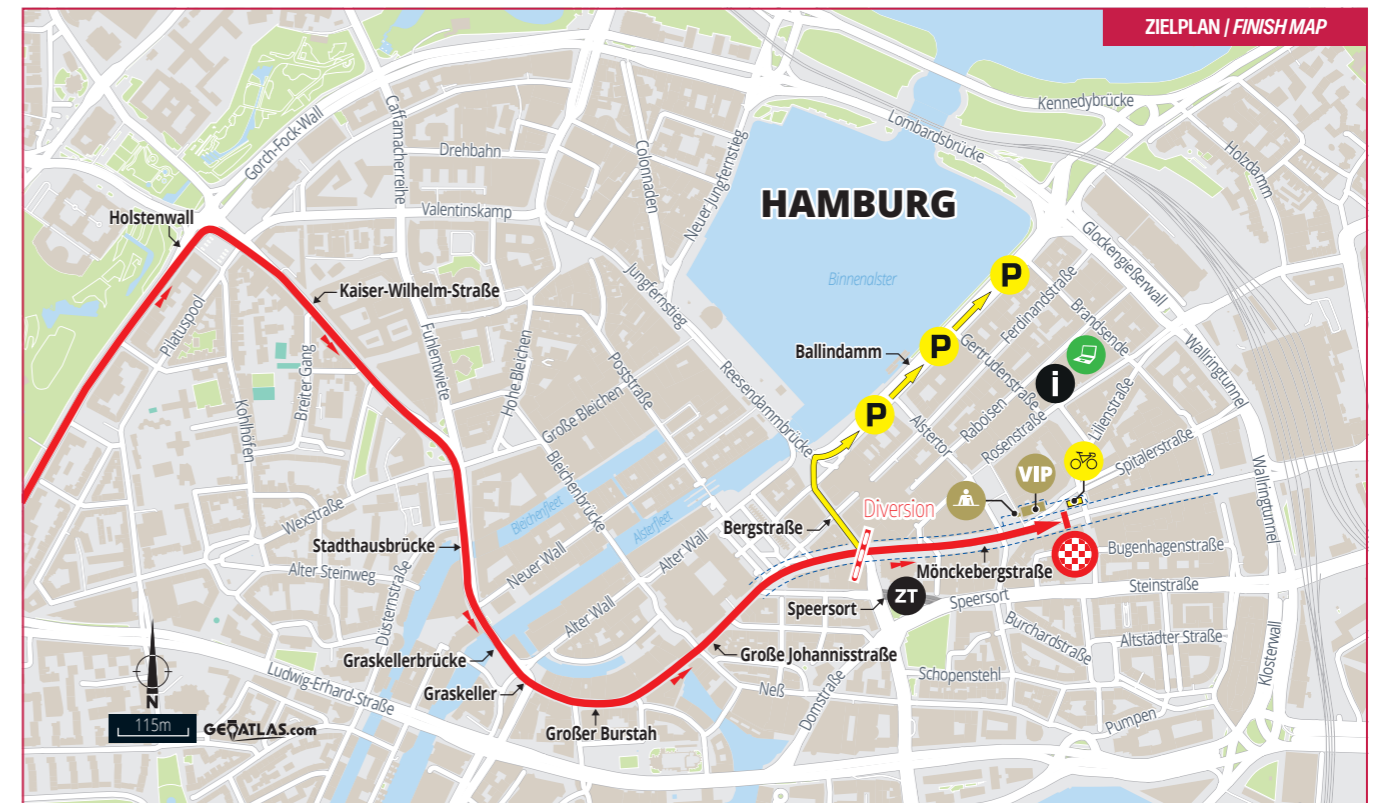 ZIELPLAN / FINISH MAP
Kennedybrücke
Lombardsbrücke
Gorch-Fock-Wall
Caffamacherreihe
Drehbahn
Colonnaden
Neuer Jungfernstieg
Holzdamm
HAMBURG
Holstenwall
Valentinskamp
Glockengießerwall
Jungfernstieg
Binnenalster
P
Kaiser-Wilhelm-Straße
Ferdinandstraße
Brandsende
Pilatuspool
Fuhlentwiete
Hohe Bleichen
Poststraße
Reesendammbrücke
Ballindamm
P
Gertrudenstraße
Wallringtunnel
Breiter Gang
Kohlhöfen
Große Bleichen
P
Alstertor
Raboisen
Rosenstraße
i
Lilienstraße
Spitalerstraße
Bleichenbrücke
VIP
Wallringtunnel
Wexstraße
Bleichenfleet
Alsterfleet
Diversion
Bergstraße
Stadthausbrücke
Neuer Wall
Alter Wall
Bugenhagenstraße
Alter Steinweg
Mönckebergstraße
Steinstraße
Düsternstraße
Alter Wall
Speersort
ZT
Speersort
Burchardstraße
Altstädter Straße
Graskellerbrücke
Große Johannisstraße
Klosterwall
Ludwig-Erhard-Straße
Graskeller
Neß
Domstraße
Schopenstehl
N
115m
GEOATLAS.com
Großer Burstah
Pumpen